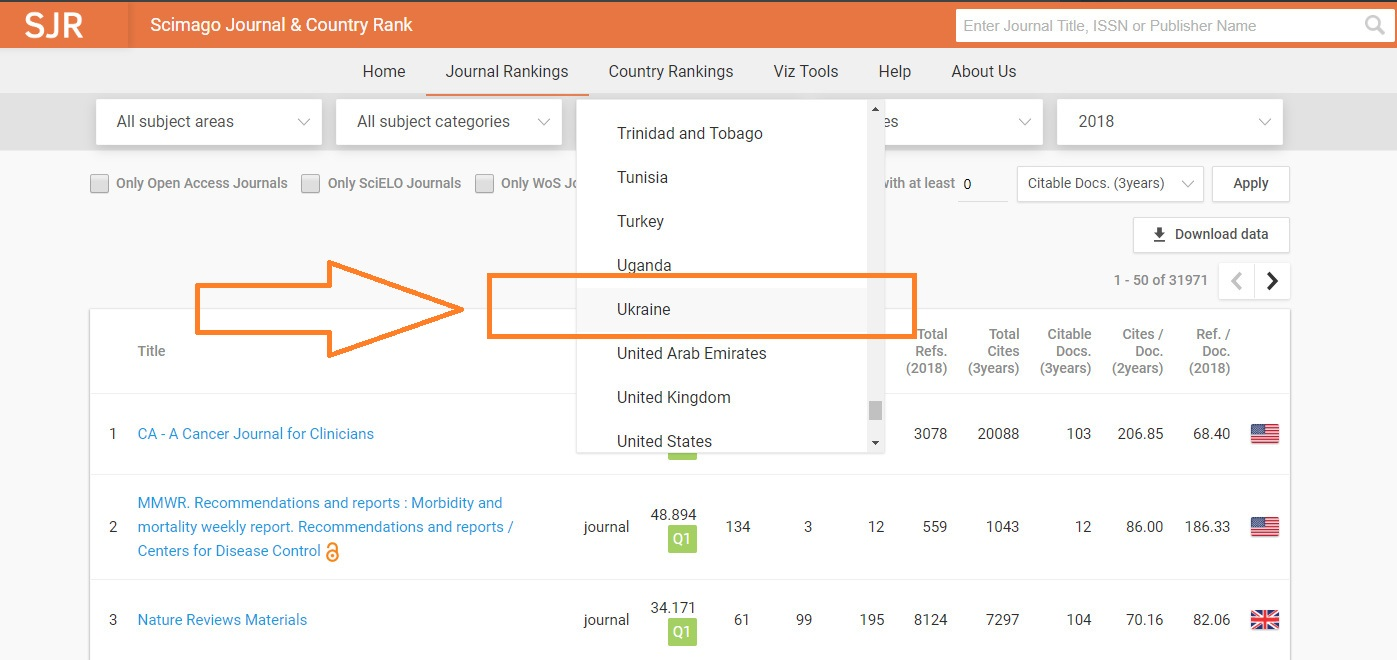 SJR
Scimago Journal & Country Rank
Enter Journal Title, ISSN or Publisher Name
Home Journal Rankings Country Rankings Viz Tools Help About Us
All subject areas
All subject categories
2018
Only Open Access Journals
Only SciELO Journals
Only WoS
with at least 0
Citable Docs. (3years)
Apply
Download data
1 - 50 of 31971
Trinidad and Tobago
Tunisia
Turkey
Uganda
Ukraine
United Arab Emirates
United Kingdom
United States
Title
Total Refs. (2018)
Total Cites (3years)
Citable Docs. (3years)
Cites / Doc. (2years)
Ref. / Doc. (2018)
1 CA - A Cancer Journal for Clinicians 3078 20088 103 206.85 68.40
2 MMWR. Recommendations and reports : Morbidity and
mortality weekly report. Recommendations and reports /
Centers for Disease Control
journal 48.894 Q1 134 3 12 559 1043 12 86.00 186.33
3 Nature Reviews Materials journal 34.171 Q1 61 99 195 8124 7297 104 70.16 82.06